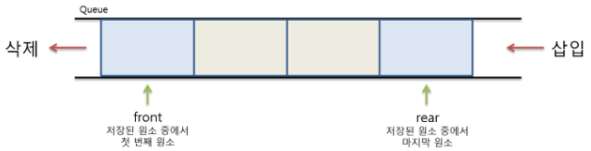 Queue
삭제
삽입
front
저장된 원소 중에서
첫 번째 원소
rear
저장된 원소 중에서
마지막 원소